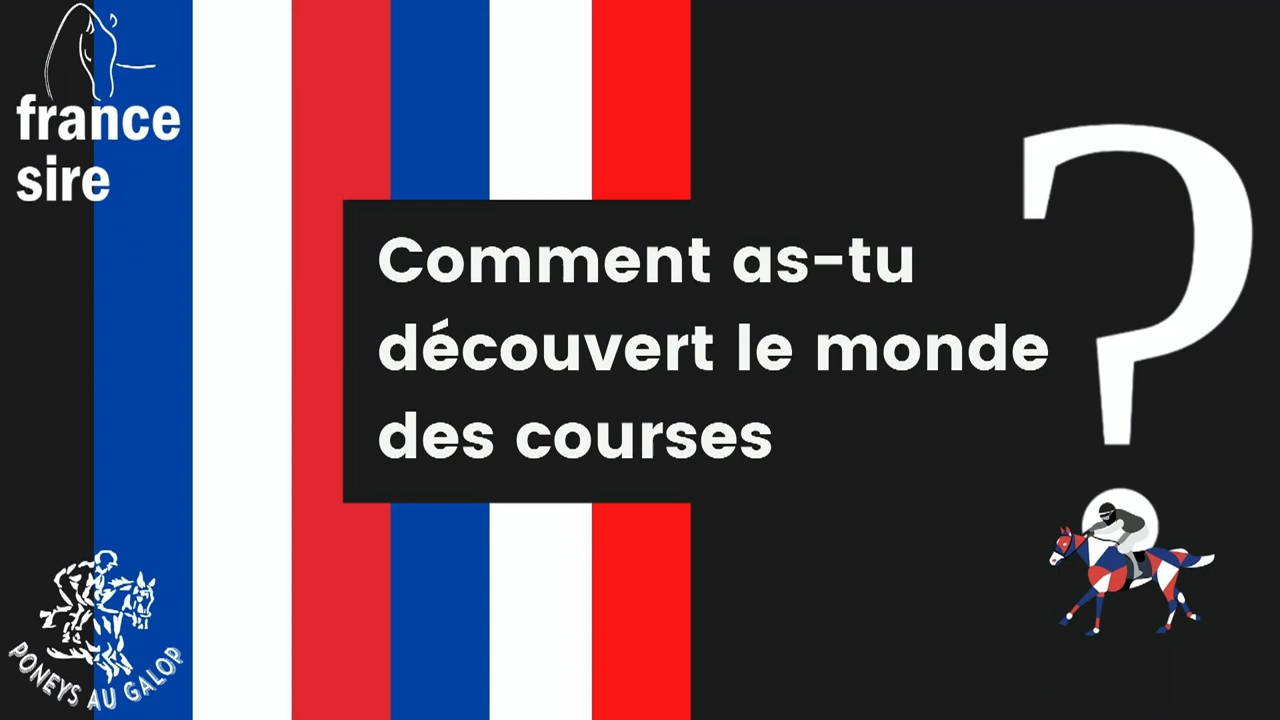 france
sire
Comment as-tu
découvert le monde
des courses
?
PONEYS AU GALOP